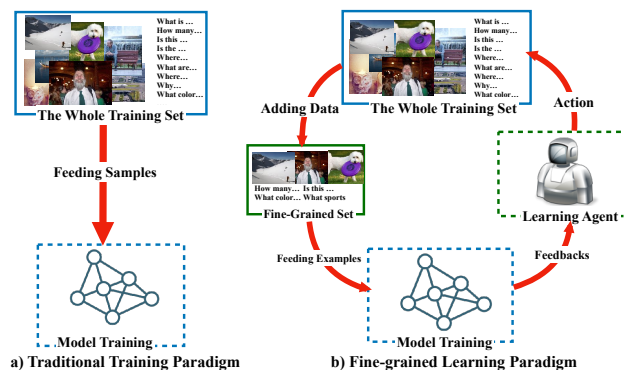 What is …
How many…
Is this …
Is the …
Where…
What are…
Where…
Why…
What color…
The Whole Training Set
Feeding Samples
Model Training
a) Traditional Training Paradigm
What is …
How many…
Is this …
Is the …
Where…
What are…
Where…
Why…
What color…
The Whole Training Set
Adding Data
Action
How many… Is this …
What color… What sports
Fine-Grained Set
Learning Agent
Feeding Examples
Feedbacks
Model Training
b) Fine-grained Learning Paradigm